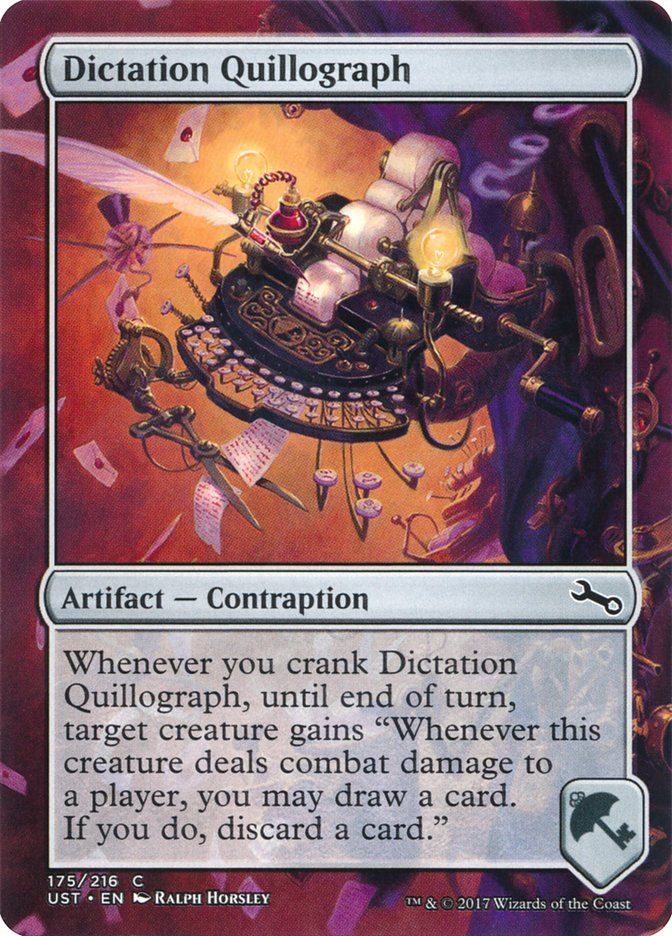 Dictation Quillograph
Artifact — Contraption
Whenever you crank Dictation
Quillograph, until end of turn,
target creature gains “Whenever this
creature deals combat damage to
a player, you may draw a card.
If you do, discard a card.”
175/216 C
UST • EN Ralph Horsley
™ & © 2017 Wizards of the Coast